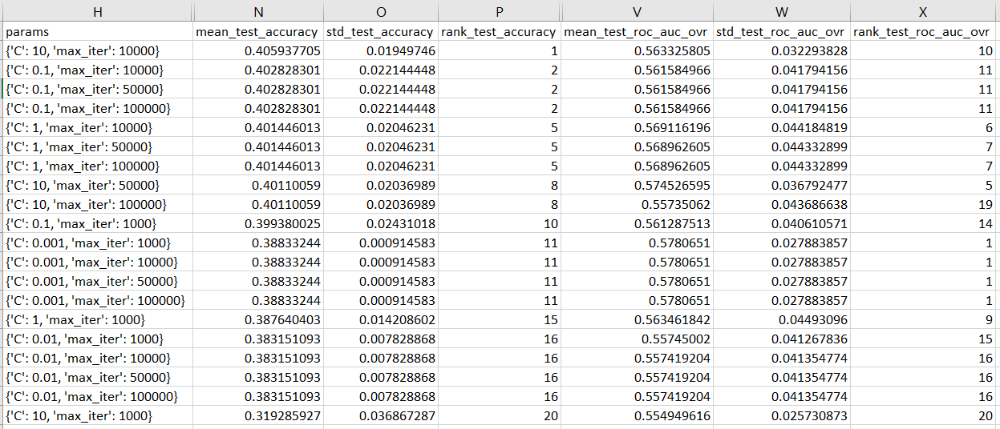 H N O P V W X
params mean_test_accuracy std_test_accuracy rank_test_accuracy mean_test_roc_auc_ovr std_test_roc_auc_ovr rank_test_roc_auc_ovr
{'C': 10, 'max_iter': 10000} 0.405937705 0.01949746 1 0.563325805 0.032293828 10
{'C': 0.1, 'max_iter': 10000} 0.402828301 0.022144448 2 0.561584966 0.041794156 11
{'C': 0.1, 'max_iter': 50000} 0.402828301 0.022144448 2 0.561584966 0.041794156 11
{'C': 0.1, 'max_iter': 100000} 0.402828301 0.022144448 2 0.561584966 0.041794156 11
{'C': 1, 'max_iter': 10000} 0.401446013 0.02046231 5 0.569116196 0.044184819 6
{'C': 1, 'max_iter': 50000} 0.401446013 0.02046231 5 0.568962605 0.044332899 7
{'C': 1, 'max_iter': 100000} 0.401446013 0.02046231 5 0.568962605 0.044332899 7
{'C': 10, 'max_iter': 50000} 0.40110059 0.02036989 8 0.574526595 0.036792477 5
{'C': 10, 'max_iter': 100000} 0.40110059 0.02036989 8 0.55735062 0.043686638 19
{'C': 0.1, 'max_iter': 1000} 0.399380025 0.02431018 10 0.561287513 0.040610571 14
{'C': 0.001, 'max_iter': 1000} 0.38833244 0.000914583 11 0.5780651 0.027883857 1
{'C': 0.001, 'max_iter': 10000} 0.38833244 0.000914583 11 0.5780651 0.027883857 1
{'C': 0.001, 'max_iter': 50000} 0.38833244 0.000914583 11 0.5780651 0.027883857 1
{'C': 0.001, 'max_iter': 100000} 0.38833244 0.000914583 11 0.5780651 0.027883857 1
{'C': 1, 'max_iter': 1000} 0.387640403 0.014208602 15 0.563461842 0.04493096 9
{'C': 0.01, 'max_iter': 1000} 0.383151093 0.007828868 16 0.55745002 0.041267836 15
{'C': 0.01, 'max_iter': 10000} 0.383151093 0.007828868 16 0.557419204 0.041354774 16
{'C': 0.01, 'max_iter': 50000} 0.383151093 0.007828868 16 0.557419204 0.041354774 16
{'C': 0.01, 'max_iter': 100000} 0.383151093 0.007828868 16 0.557419204 0.041354774 16
{'C': 10, 'max_iter': 1000} 0.319285927 0.036867287 20 0.554949616 0.025730873 20